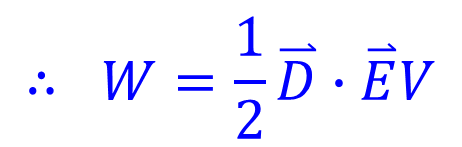 ∴ W = 1/2 D⃗ · E⃗V